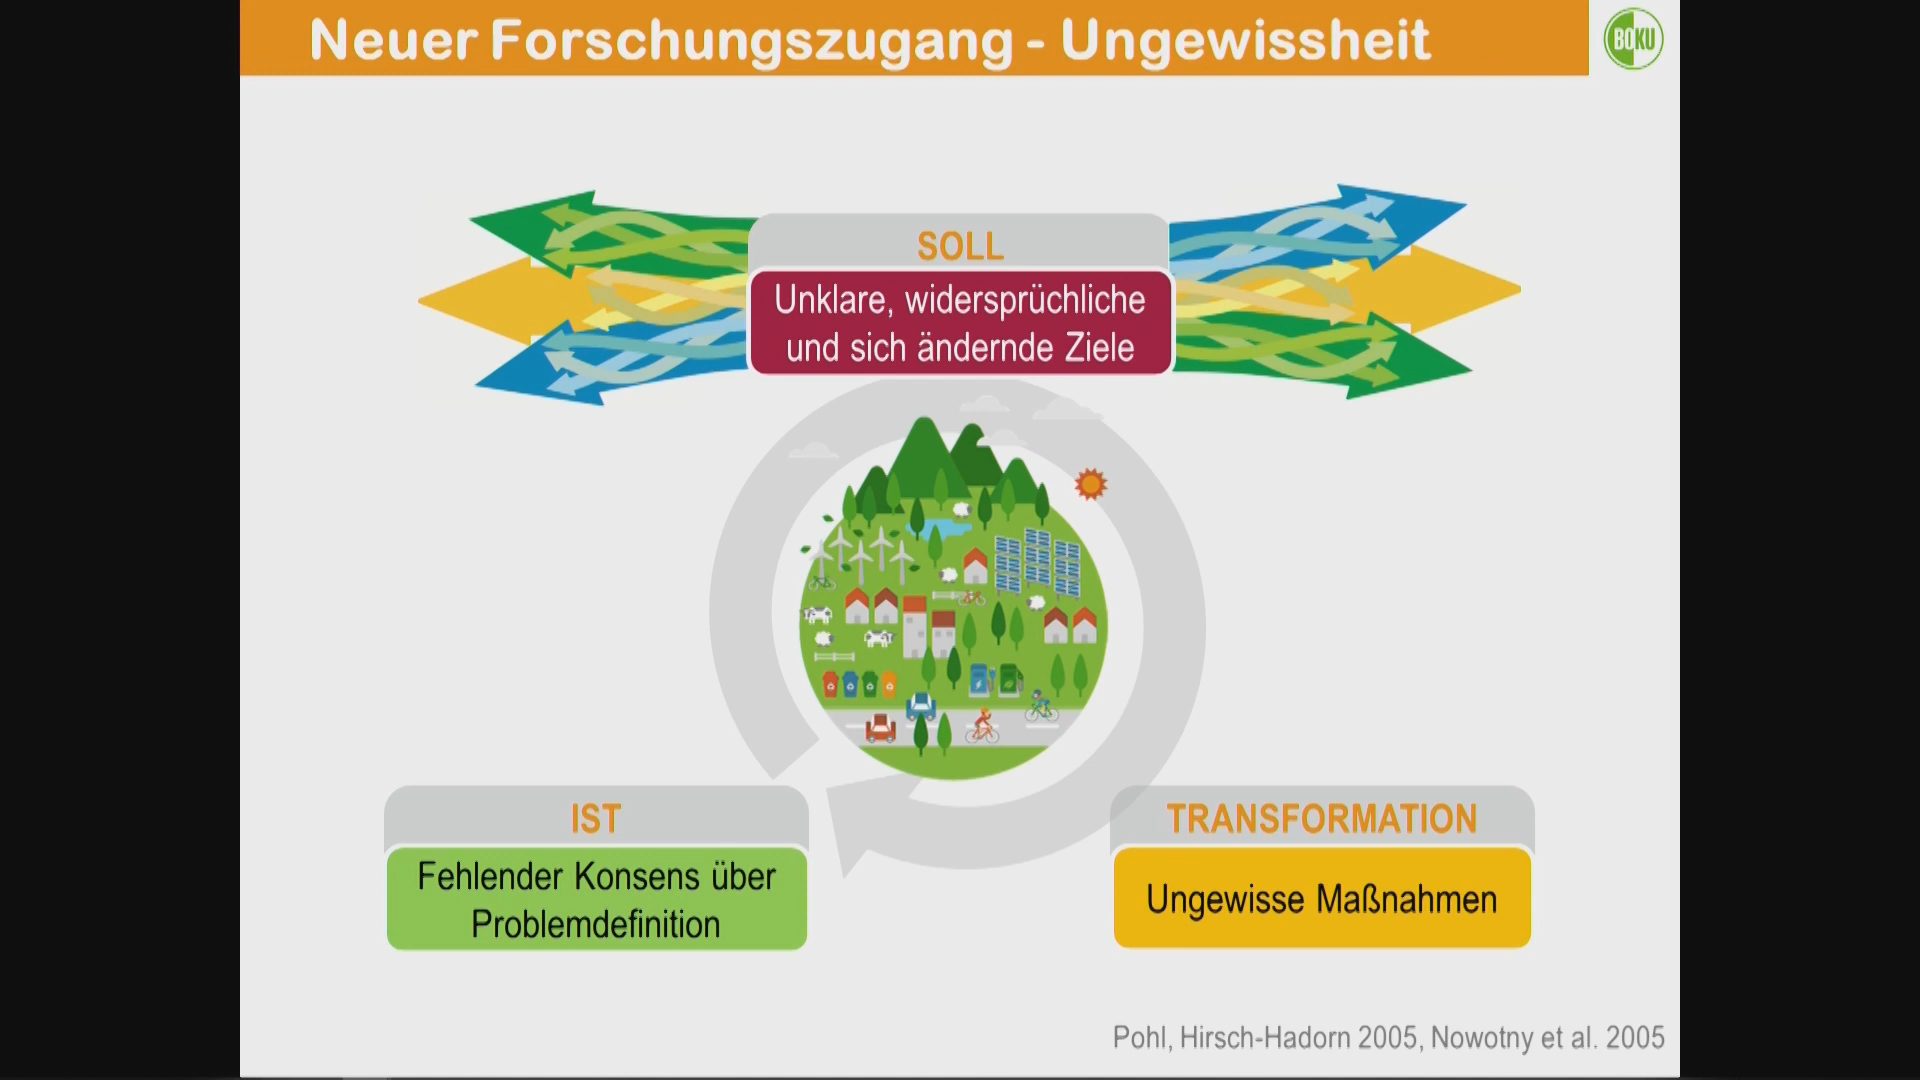 Neuer Forschungszugang - Ungewissheit
BOKU
SOLL
Unklare, widersprüchliche
und sich ändernde Ziele
IST
Fehlender Konsens über
Problemdefinition
TRANSFORMATION
Ungewisse Maßnahmen
Pohl, Hirsch-Hadorn 2005, Nowotny et al. 2005